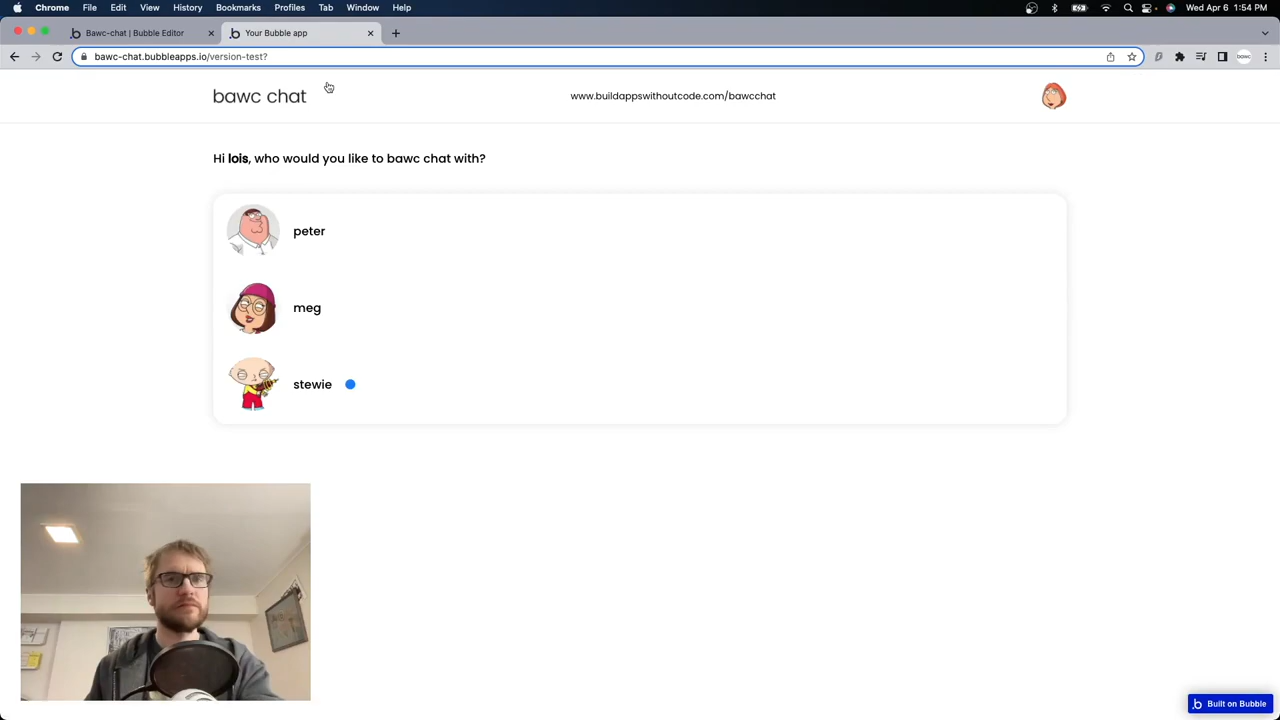 Chrome File Edit View History Bookmarks Profiles Tab Window Help Wed Apr 6 1:54 PM
Bawc-chat | Bubble Editor Your Bubble app
bawc-chat.bubbleapps.io/version-test?
bawc chat www.buildappswithoutcode.com/bawcchat
Hi lois, who would you like to bawc chat with?
peter
meg
stewie
Built on Bubble